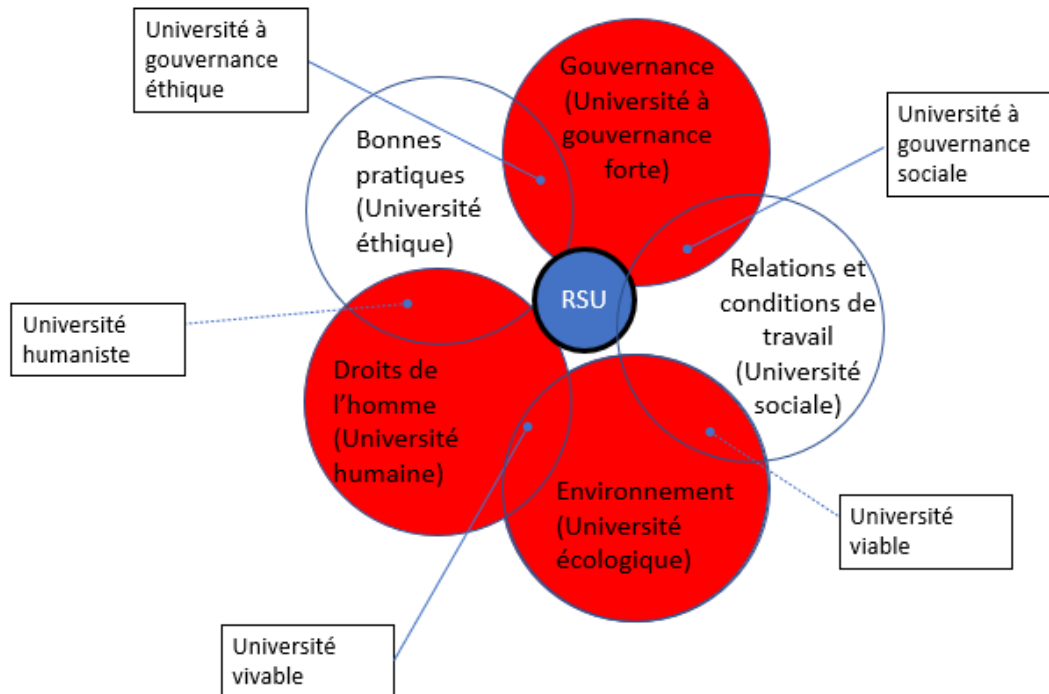 Université à
gouvernance
éthique
Gouvernance
(Université à
gouvernance
forte)
Université à
gouvernance
sociale
Bonnes
pratiques
(Université
éthique)
RSU
Relations et
conditions de
travail
(Université
sociale)
Université
humaniste
Droits de
l’homme
(Université
humaine)
Environnement
(Université
écologique)
Université
viable
Université
vivable